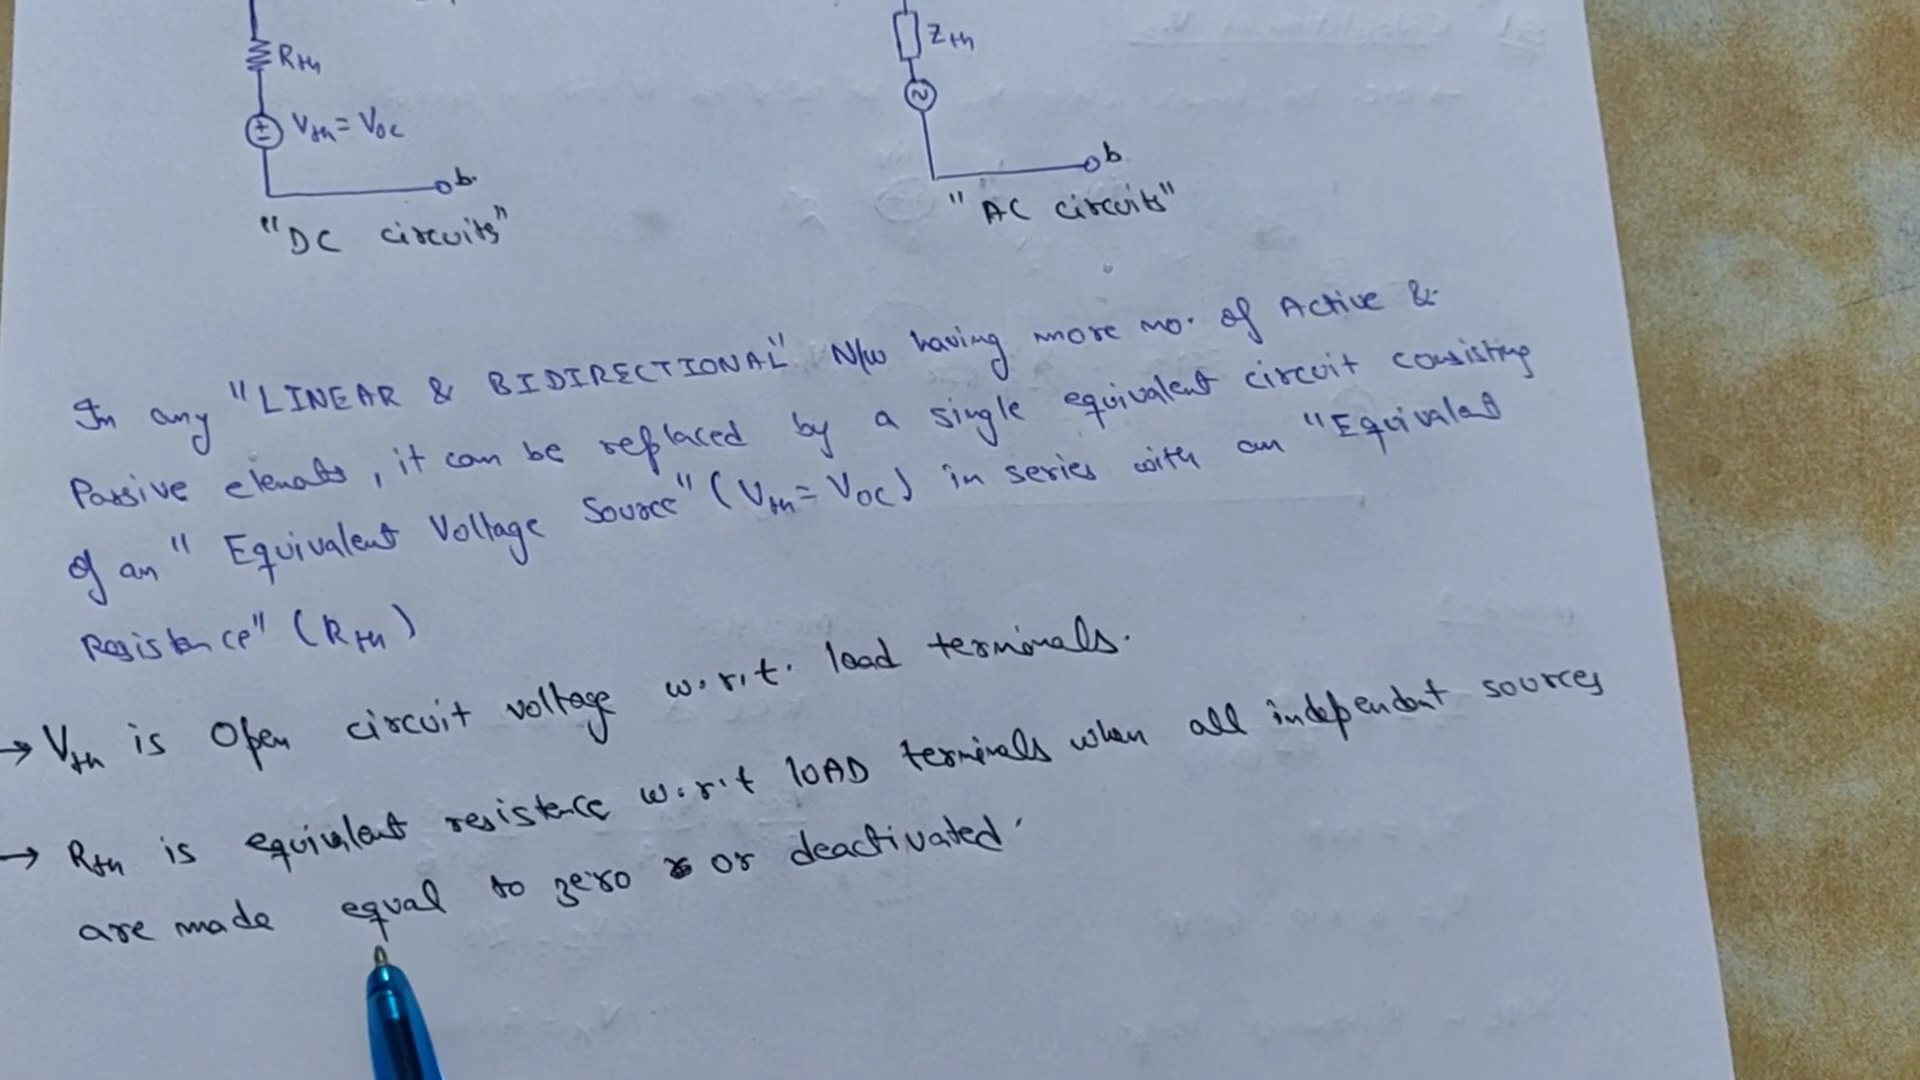 Rth
Vth = Voc
b.
"DC circuits"
Zth
b.
"AC circuits"
In any "LINEAR & BIDIRECTIONAL" N/w having more no. of Active &
Passive elemats, it can be replaced by a single equivalent circuit consisting
of an "Equivalent Voltage Source" (Vth = Voc) in series with an "Equivalent
Resistence" (Rth)
→ Vth is Open circuit voltage w.r.t. load terminals.
→ Rth is equivalent resistence w.r.t LOAD terminals when all independent sources
are made equal to zero or deactivated.